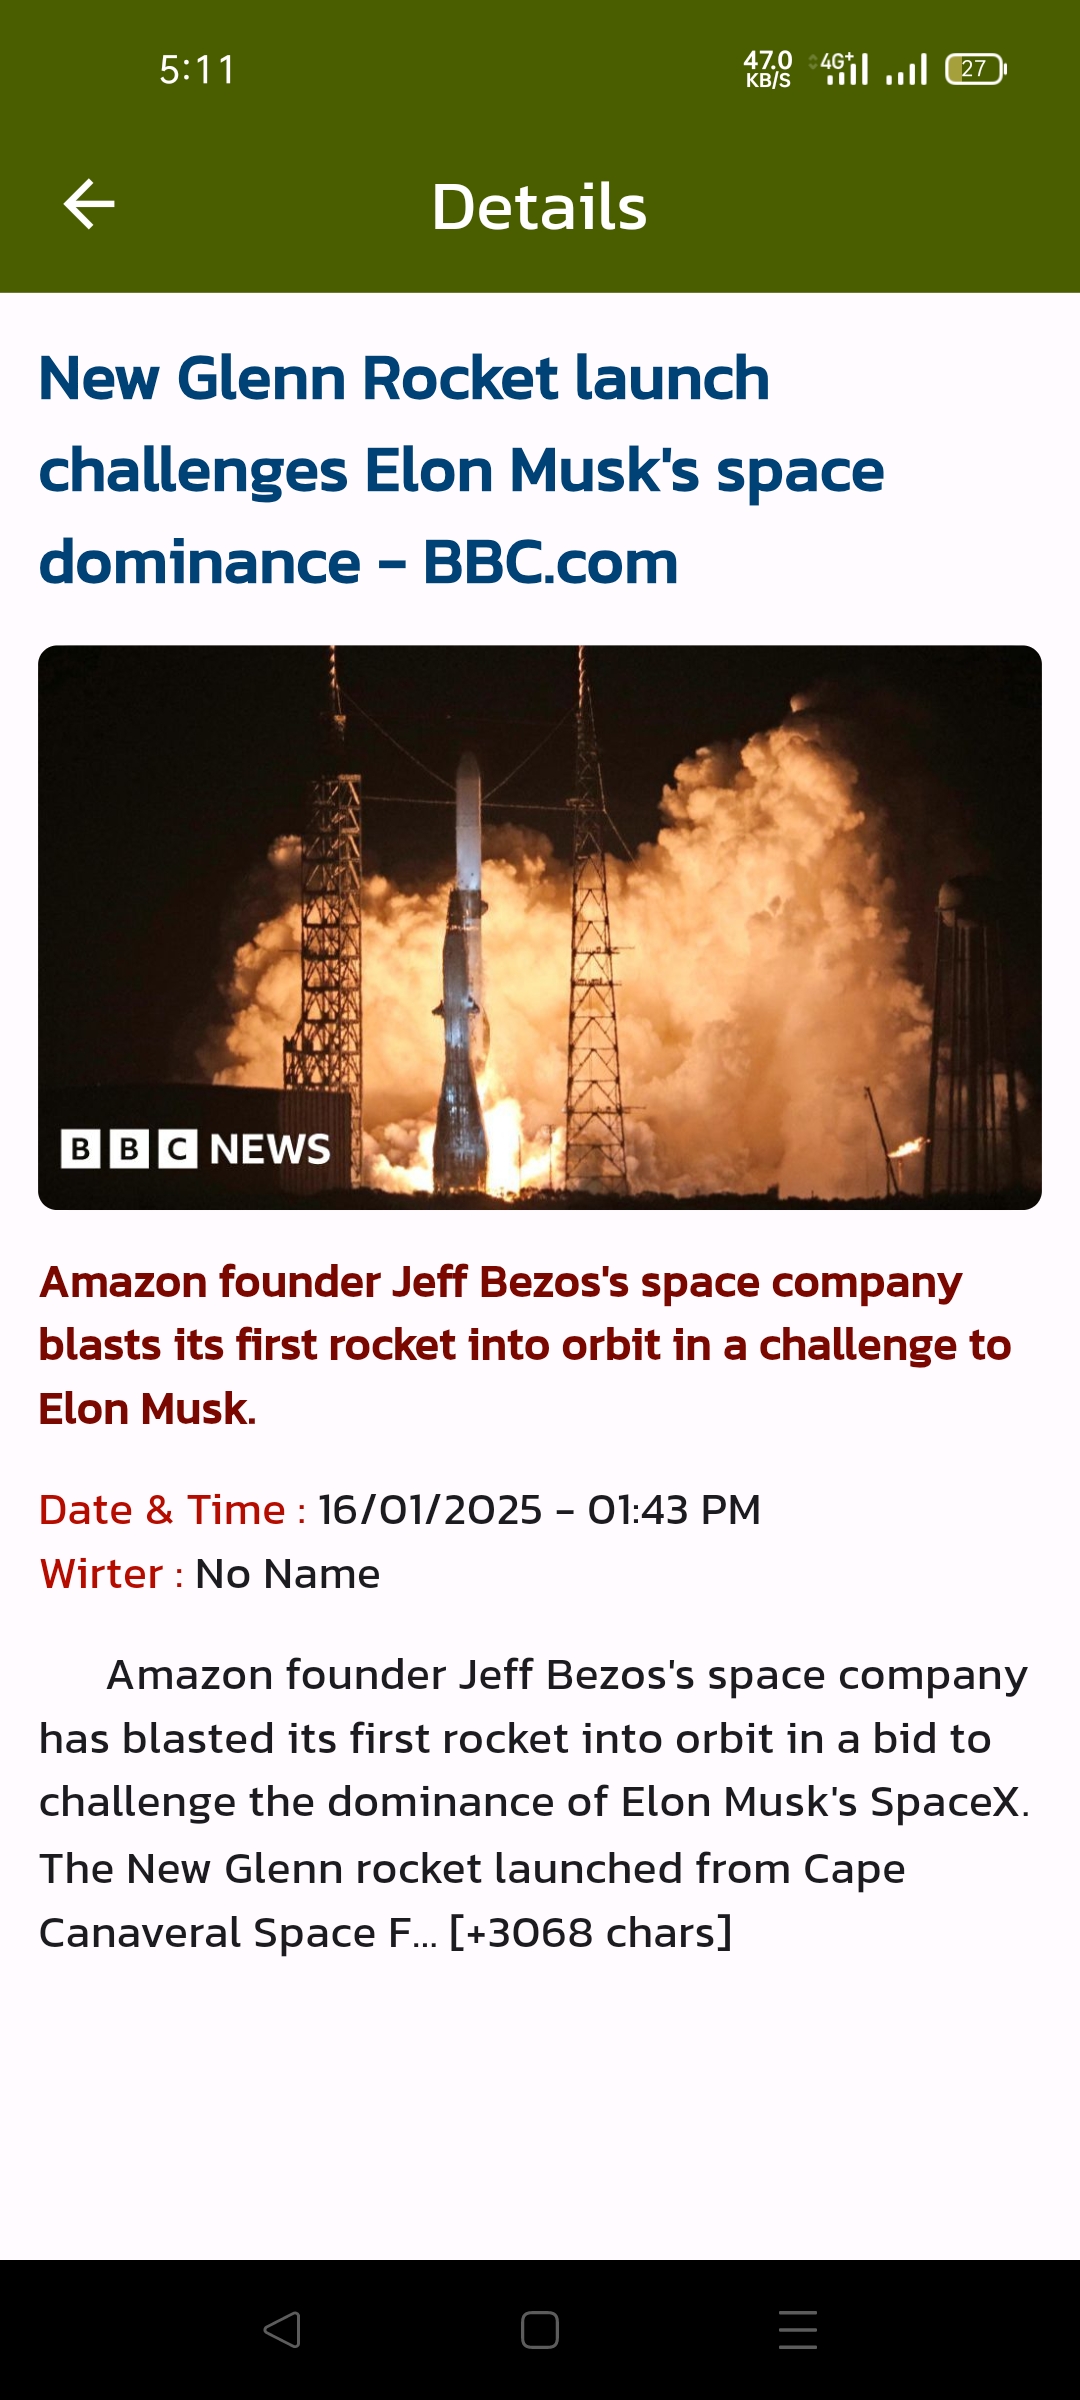 5:11
47.0
KB/S
4G+
27
Details
New Glenn Rocket launch
challenges Elon Musk's space
dominance - BBC.com
BBC NEWS
Amazon founder Jeff Bezos's space company
blasts its first rocket into orbit in a challenge to
Elon Musk.
Date & Time : 16/01/2025 - 01:43 PM
Wirter : No Name
Amazon founder Jeff Bezos's space company
has blasted its first rocket into orbit in a bid to
challenge the dominance of Elon Musk's SpaceX.
The New Glenn rocket launched from Cape
Canaveral Space F... [+3068 chars]